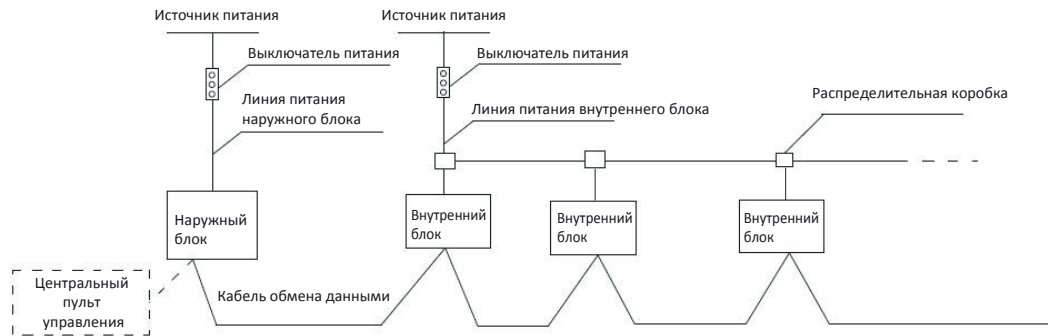 Источник питания
Источник питания
Выключатель питания
Выключатель питания
Линия питания
наружного блока
Линия питания внутреннего блока
Распределительная коробка
Наружный
блок
Внутренний
блок
Внутренний
блок
Внутренний
блок
Центральный
пульт
управления
Кабель обмена данными